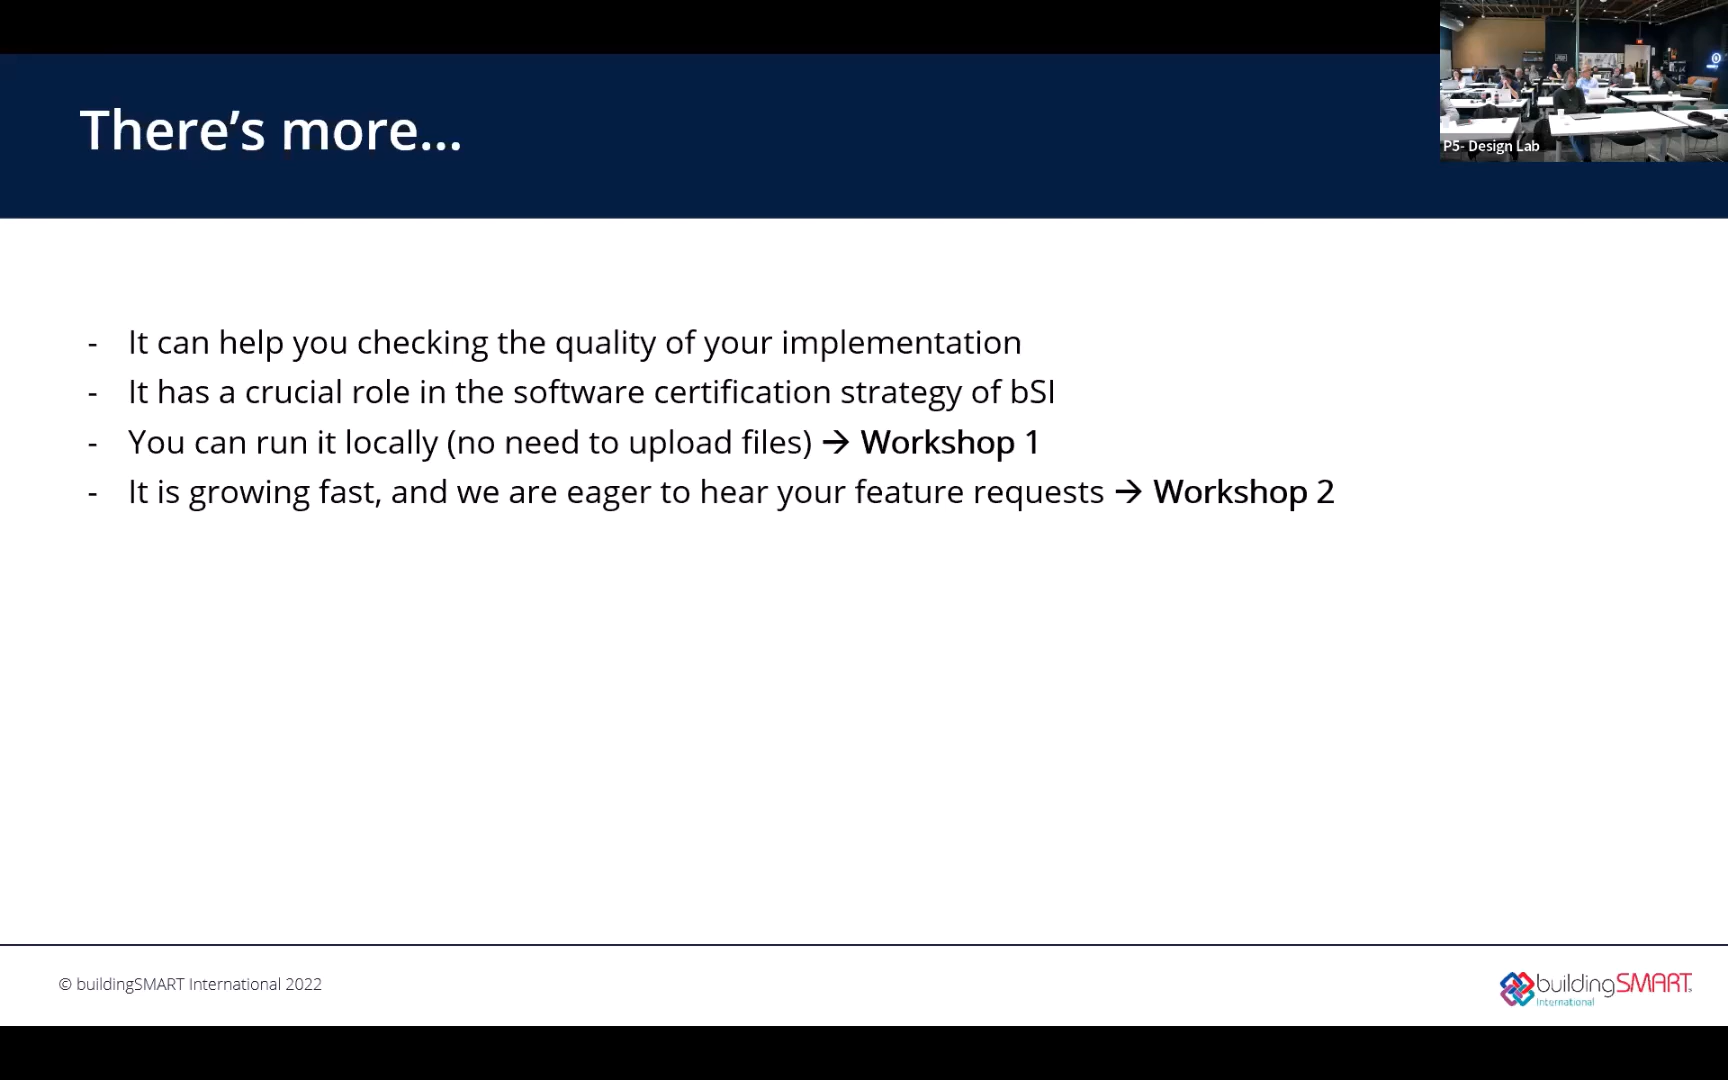 There's more...
P5- Design Lab
- It can help you checking the quality of your implementation
- It has a crucial role in the software certification strategy of bSI
- You can run it locally (no need to upload files) → Workshop 1
- It is growing fast, and we are eager to hear your feature requests → Workshop 2
© buildingSMART International 2022
buildingSMART
International